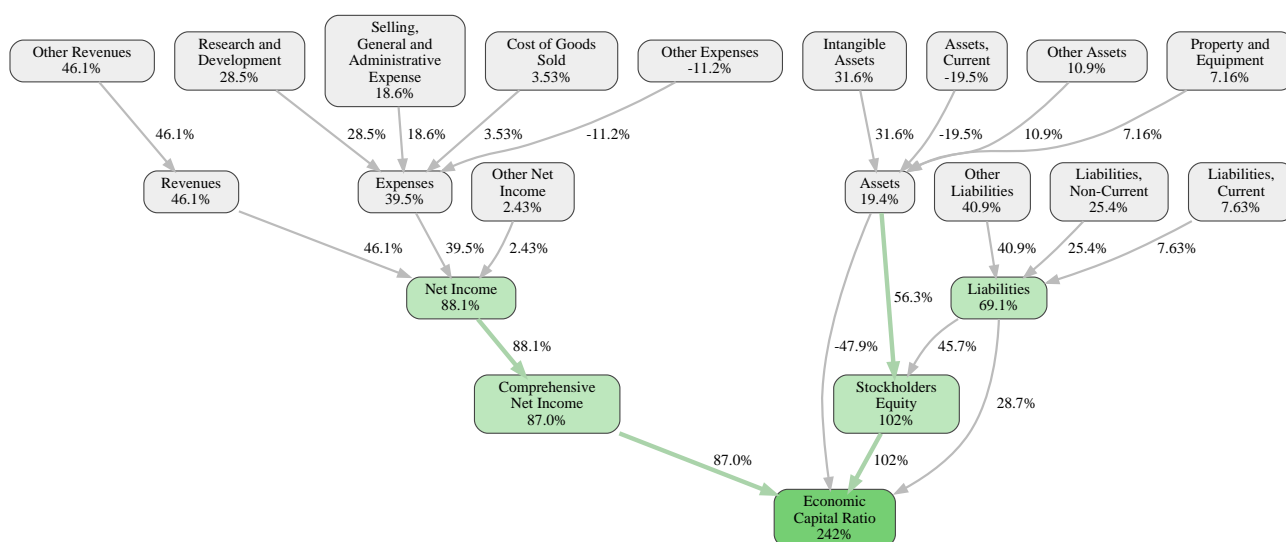 Other Revenues
46.1%
Research and
Development
28.5%
Selling,
General and
Administrative
Expense
18.6%
Cost of Goods
Sold
3.53%
Other Expenses
-11.2%
Intangible
Assets
31.6%
Assets,
Current
-19.5%
Other Assets
10.9%
Property and
Equipment
7.16%
46.1%
28.5%
18.6%
3.53%
-11.2%
31.6%
-19.5%
10.9%
7.16%
Revenues
46.1%
Expenses
39.5%
Other Net
Income
2.43%
Assets
19.4%
Other
Liabilities
40.9%
Liabilities,
Non-Current
25.4%
Liabilities,
Current
7.63%
46.1%
39.5%
2.43%
40.9%
25.4%
7.63%
Net Income
88.1%
56.3%
Liabilities
69.1%
88.1%
-47.9%
45.7%
Comprehensive
Net Income
87.0%
Stockholders
Equity
102%
28.7%
87.0%
102%
Economic
Capital Ratio
242%